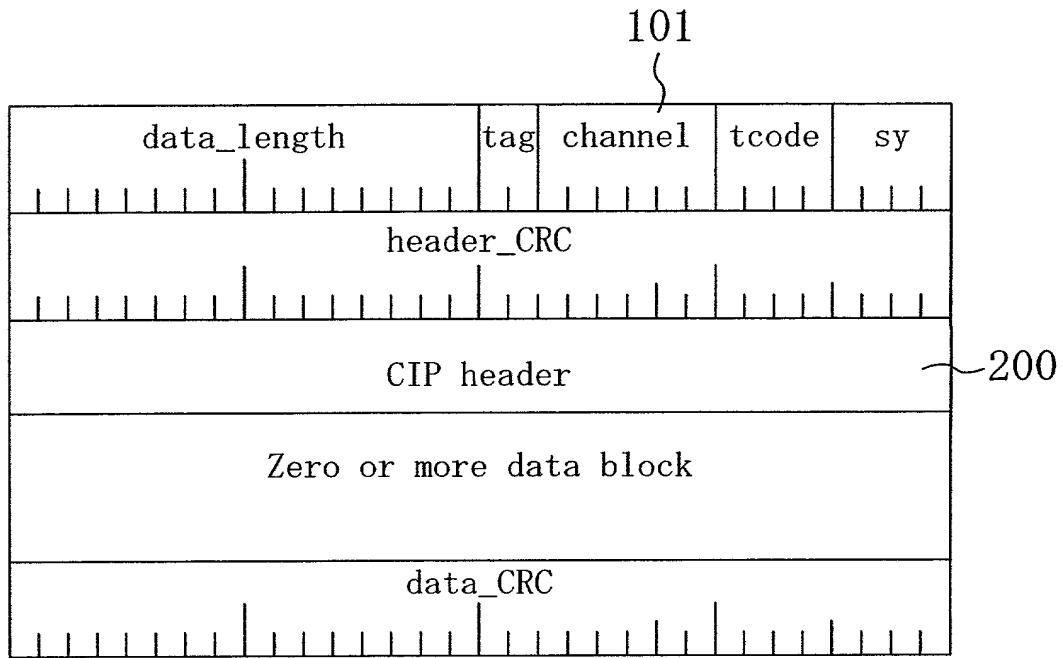 101
data_length tag channel tcode sy
header_CRC
CIP header
200
Zero or more data block
data_CRC